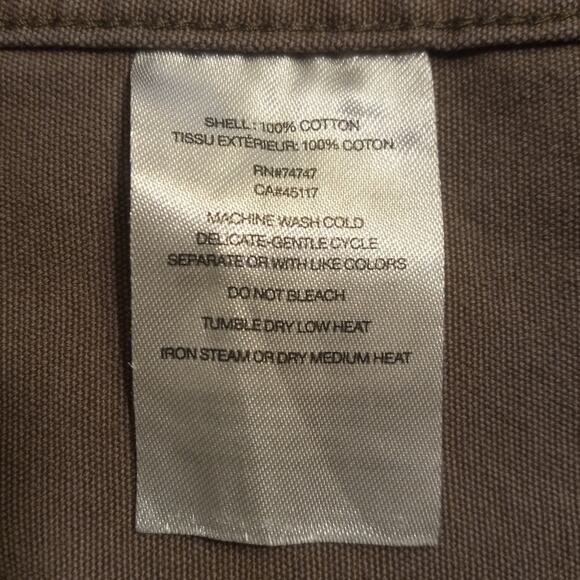 SHELL: 100% COTTON
TISSU EXTÉRIEUR: 100% COTON
RN#74747
CA#45117
MACHINE WASH COLD
DELICATE-GENTLE CYCLE
SEPARATE OR WITH LIKE COLORS
DO NOT BLEACH
TUMBLE DRY LOW HEAT
IRON STEAM OR DRY MEDIUM HEAT